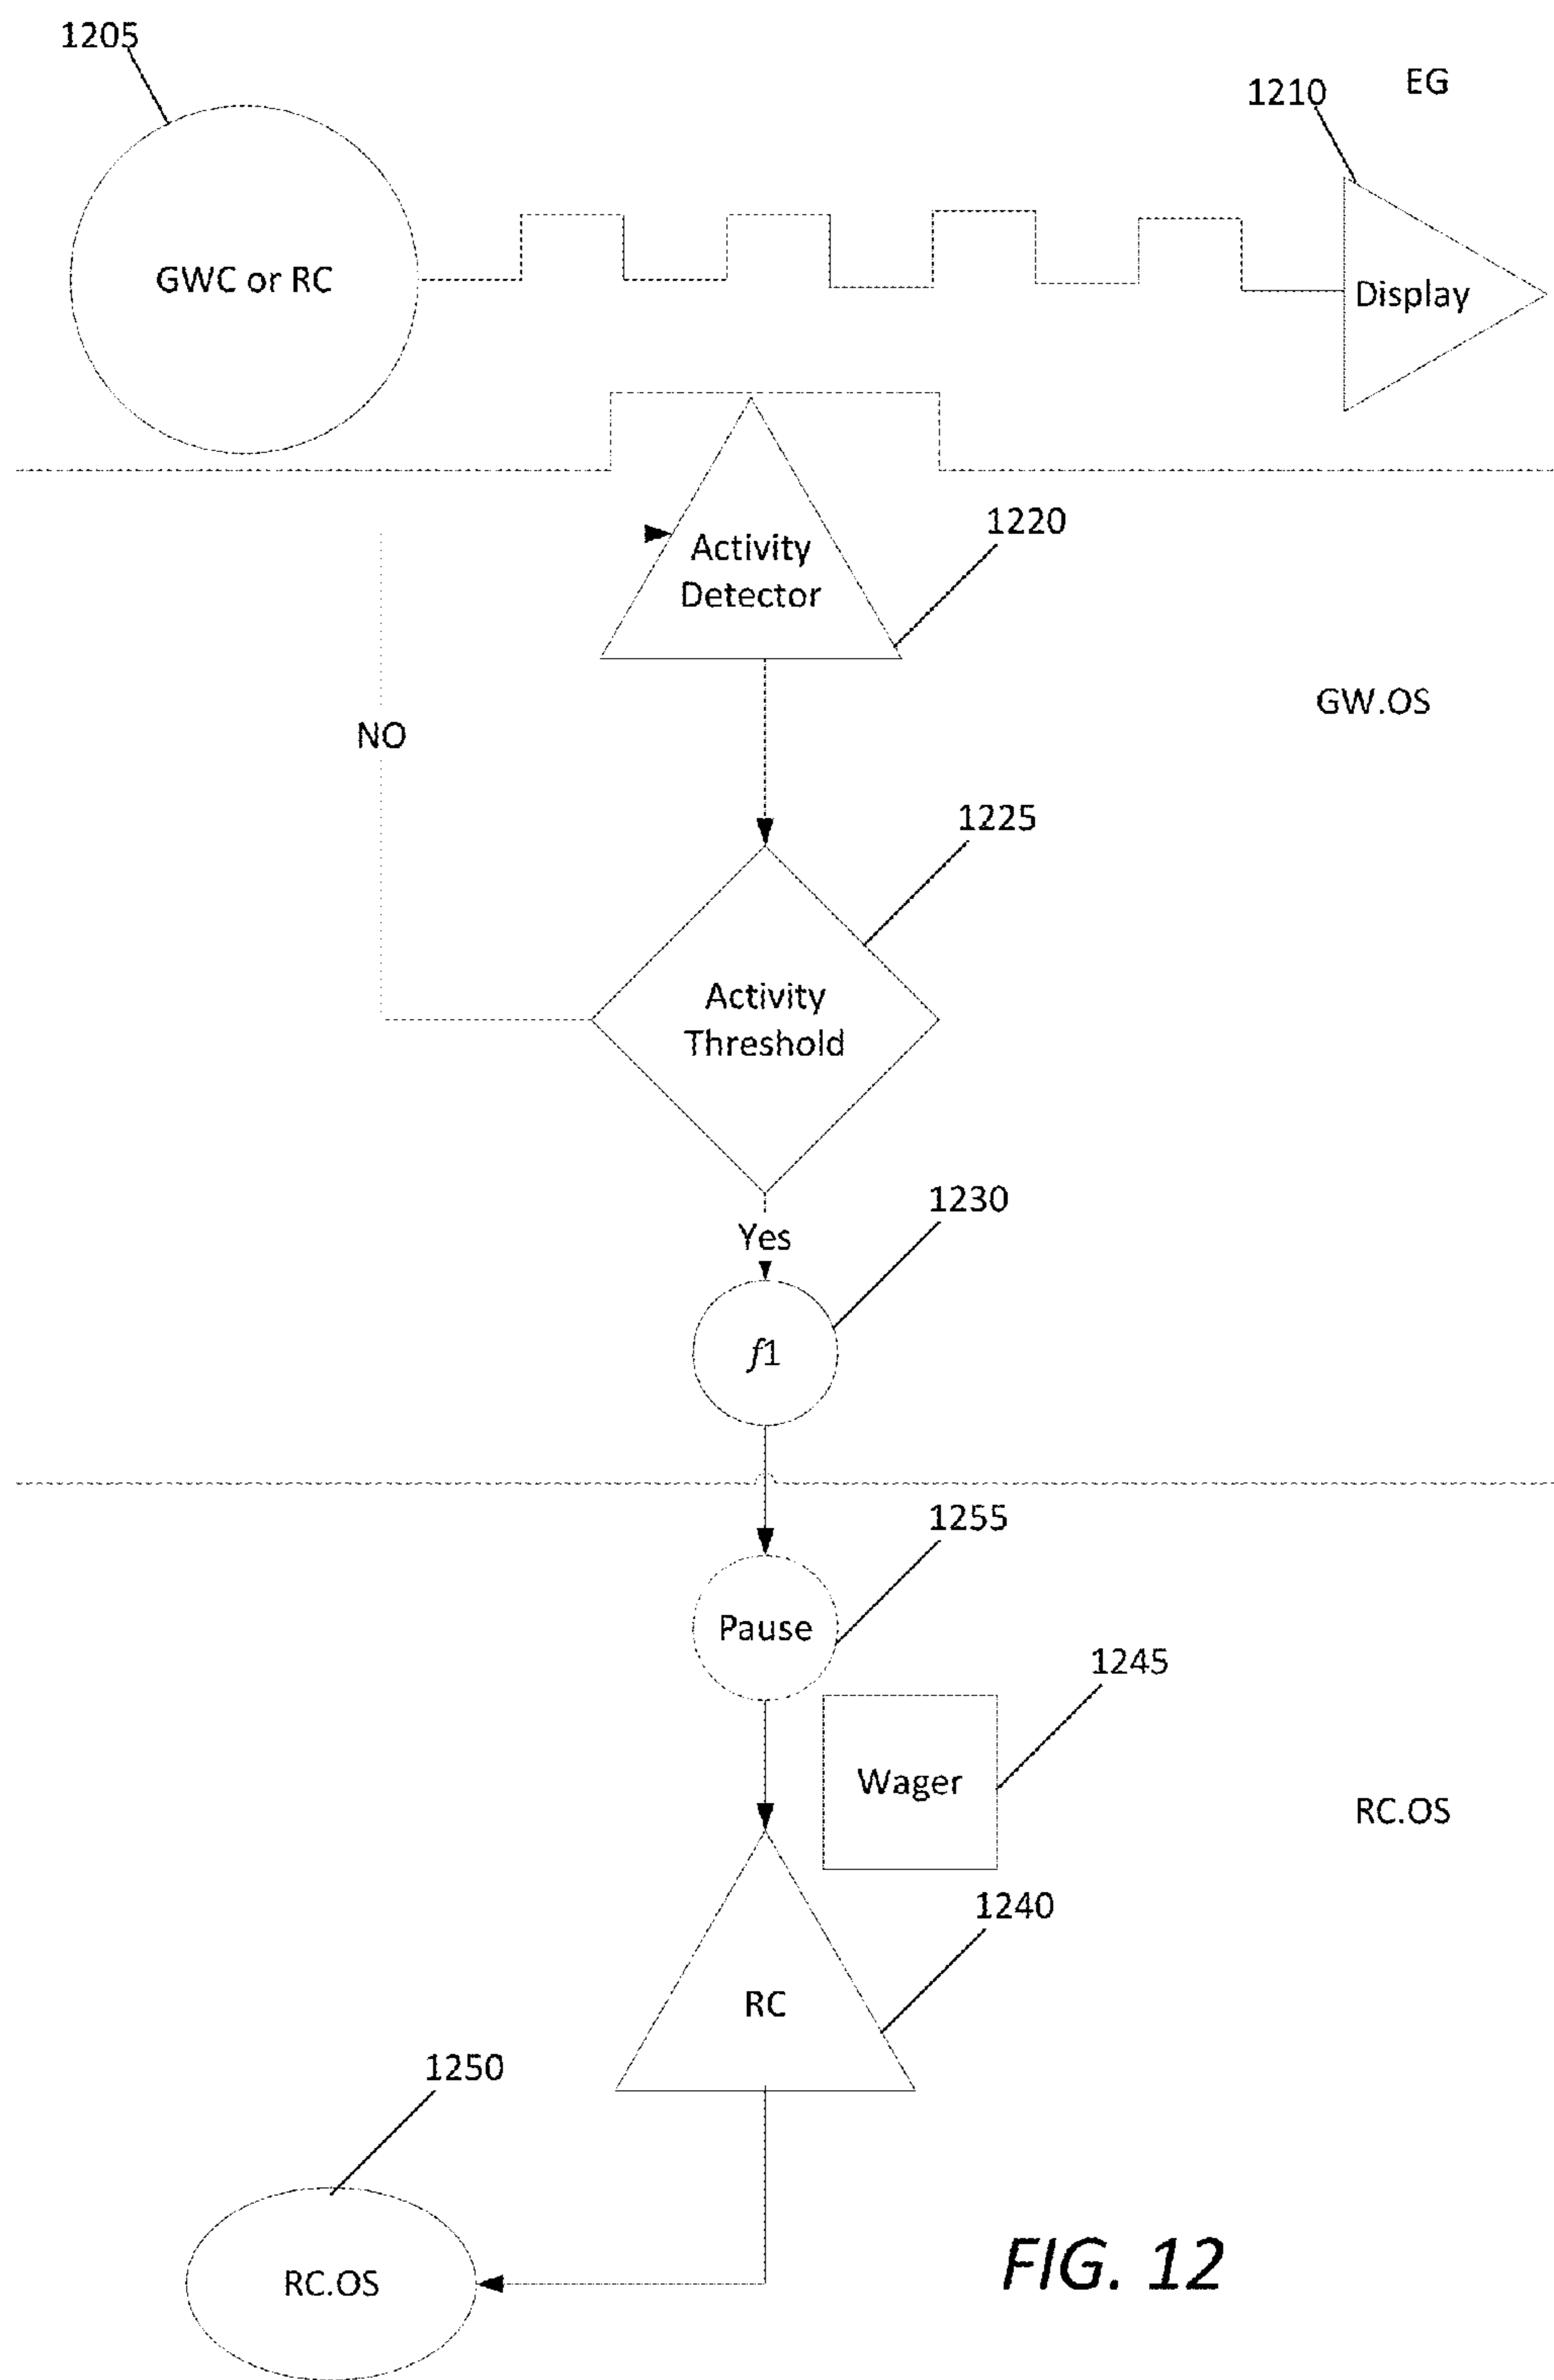 1205
EG
1210
GWC or RC
Display
1220
Activity
Detector
GW.OS
NO
1225
Activity
Threshold
1230
Yes
f1
1255
Pause
1245
Wager
RC.OS
1240
RC
1250
RC.OS
FIG. 12